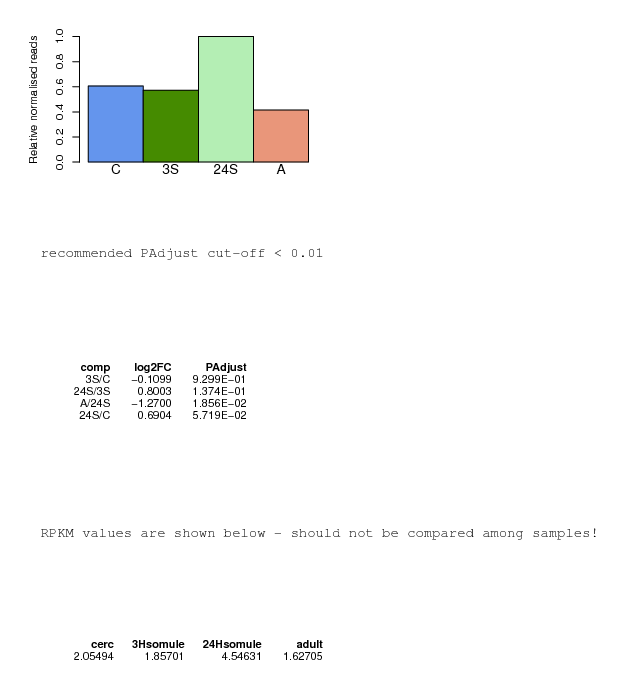 Relative normalised reads
1.0
0.8
0.6
0.4
0.2
0.0
C 3S 24S A
recommended PAdjust cut-off < 0.01
comp log2FC PAdjust
3S/C −0.1099 9.299E−01
24S/3S 0.8003 1.374E−01
A/24S −1.2700 1.856E−02
24S/C 0.6904 5.719E−02
RPKM values are shown below - should not be compared among samples!
cerc 3Hsomule 24Hsomule adult
2.05494 1.85701 4.54631 1.62705